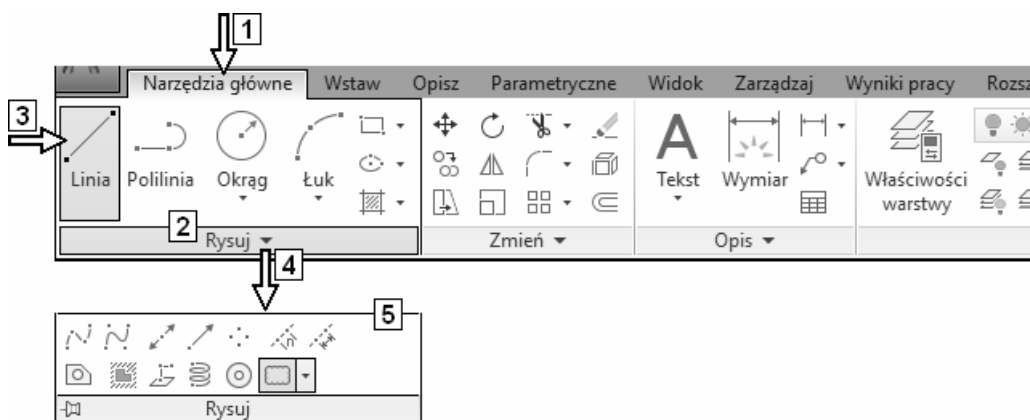 1
Narzędzia główne Wstaw Opisz Parametryczne Widok Zarządzaj Wyniki pracy
3
Linia Polilinia Okrąg Łuk Tekst Wymiar Właściwości warstwy
2
Rysuj Zmień Opis
4
5
Rysuj